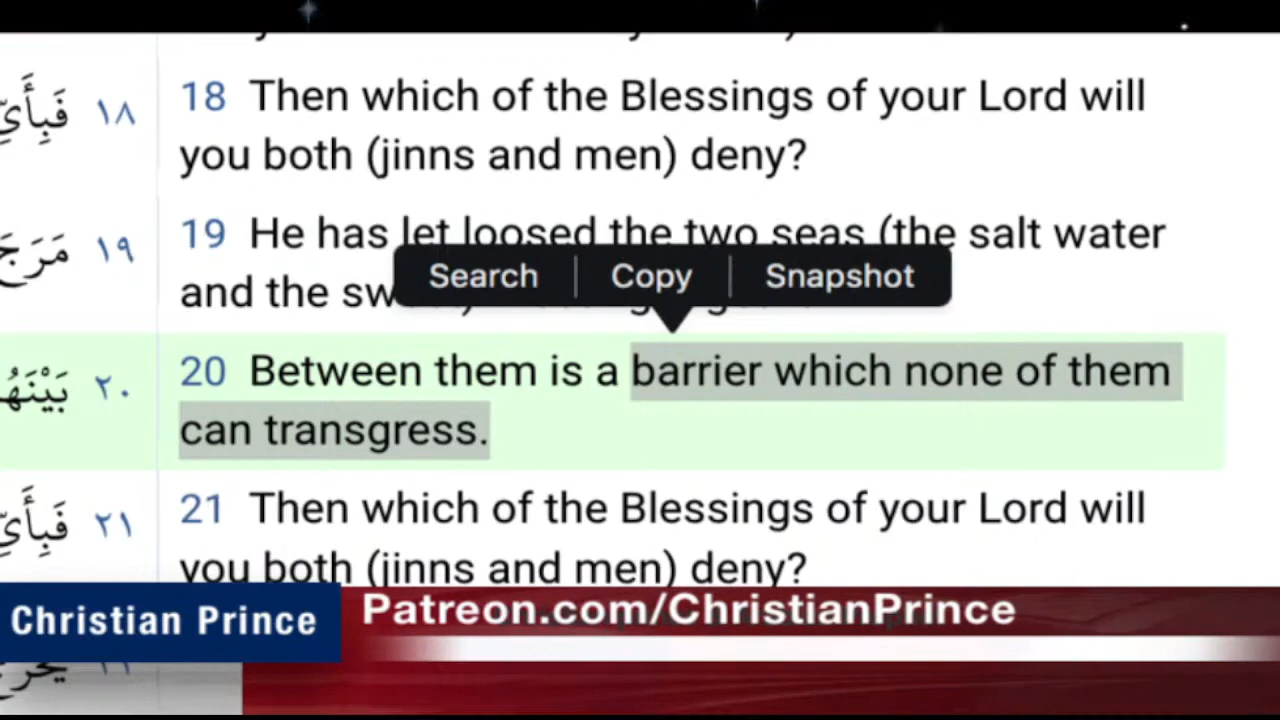 فَبِأَيِّ ١٨ 18 Then which of the Blessings of your Lord will
you both (jinns and men) deny?
مَرَجَ ١٩ 19 He has let loosed the two seas (the salt water
and the
Search Copy Snapshot
٢٠ 20 Between them is a barrier which none of them
can transgress.
فَبِأَيِّ ٢١ 21 Then which of the Blessings of your Lord will
you both (jinns and men) deny?
Christian Prince
Patreon.com/ChristianPrince